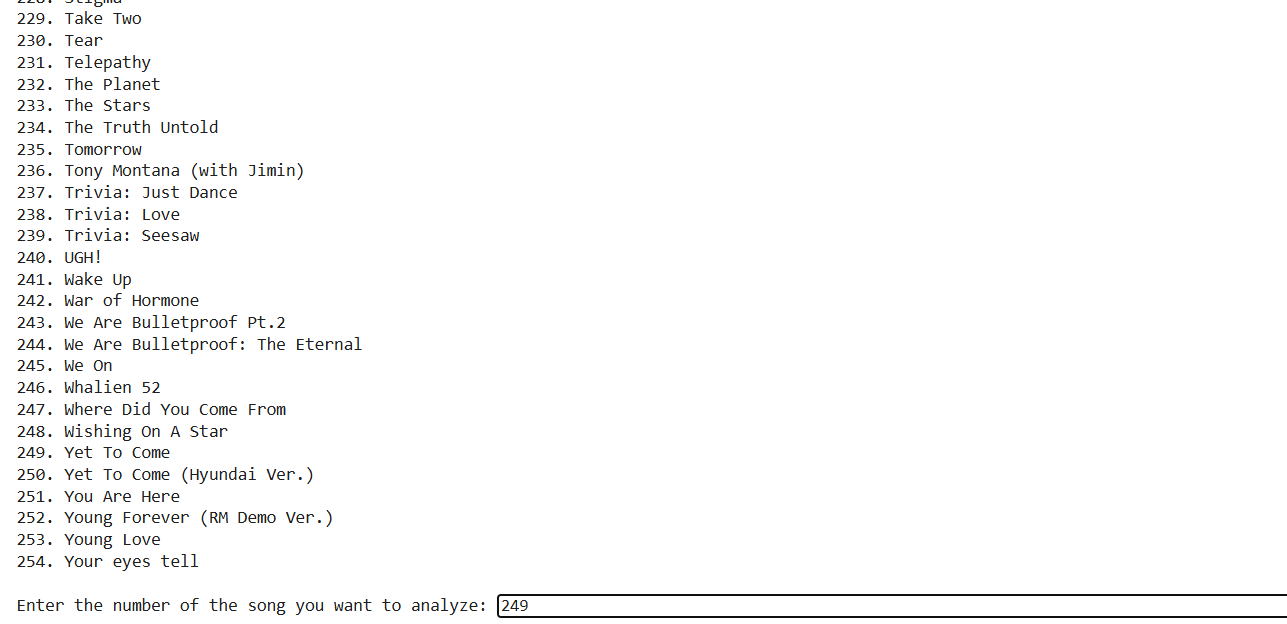 228. Stigma
229. Take Two
230. Tear
231. Telepathy
232. The Planet
233. The Stars
234. The Truth Untold
235. Tomorrow
236. Tony Montana (with Jimin)
237. Trivia: Just Dance
238. Trivia: Love
239. Trivia: Seesaw
240. UGH!
241. Wake Up
242. War of Hormone
243. We Are Bulletproof Pt.2
244. We Are Bulletproof: The Eternal
245. We On
246. Whalien 52
247. Where Did You Come From
248. Wishing On A Star
249. Yet To Come
250. Yet To Come (Hyundai Ver.)
251. You Are Here
252. Young Forever (RM Demo Ver.)
253. Young Love
254. Your eyes tell
Enter the number of the song you want to analyze: 249